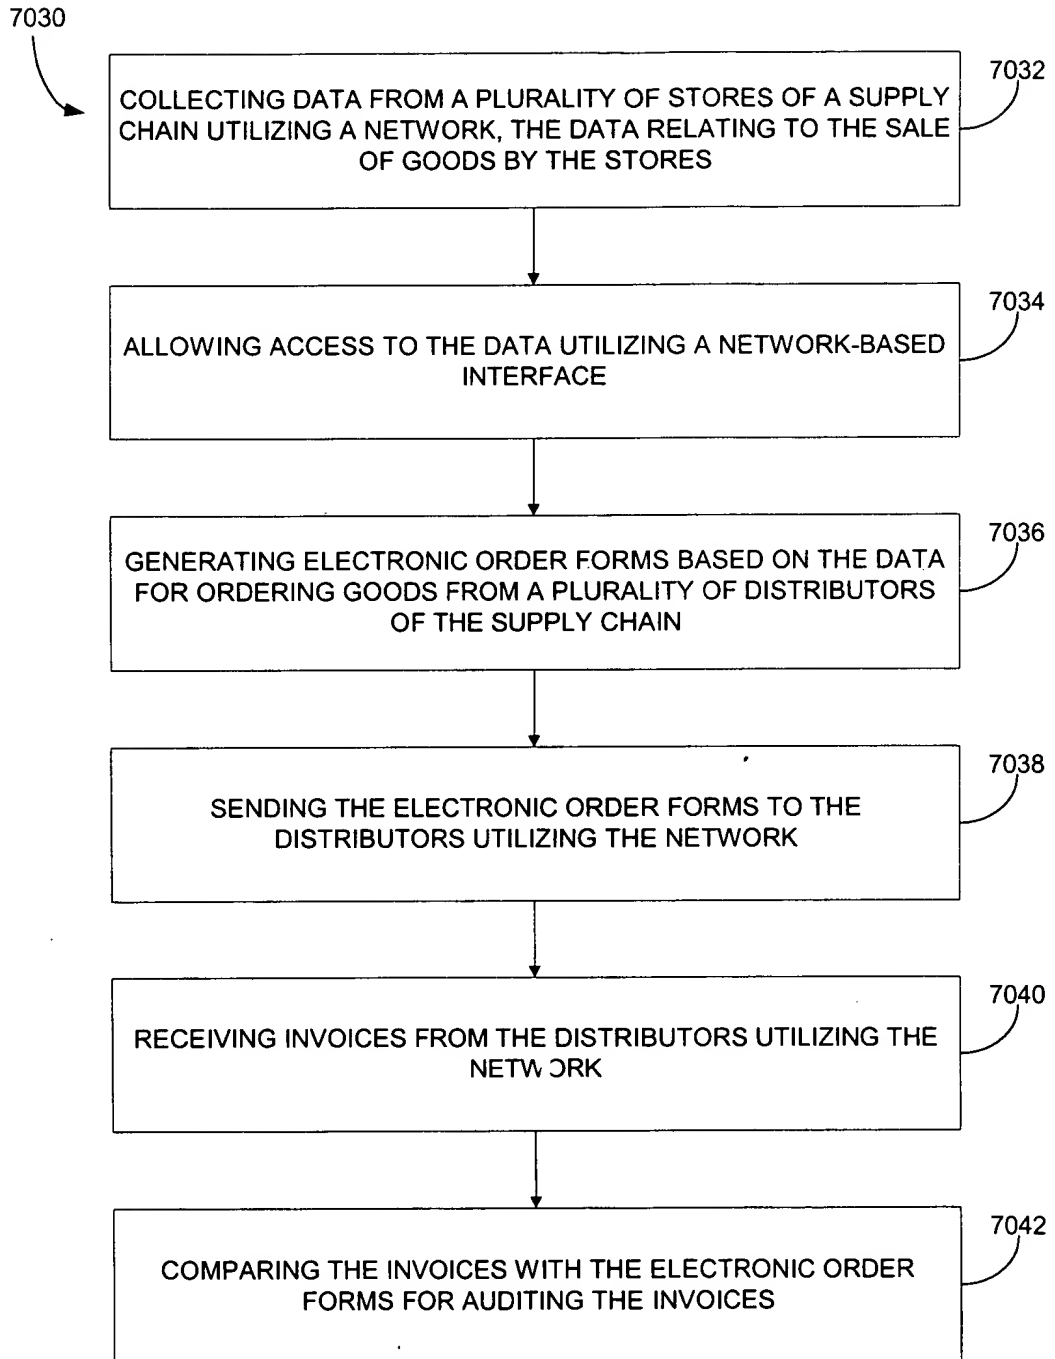 7030
7032
COLLECTING DATA FROM A PLURALITY OF STORES OF A SUPPLY
CHAIN UTILIZING A NETWORK, THE DATA RELATING TO THE SALE
OF GOODS BY THE STORES
7034
ALLOWING ACCESS TO THE DATA UTILIZING A NETWORK-BASED
INTERFACE
7036
GENERATING ELECTRONIC ORDER FORMS BASED ON THE DATA
FOR ORDERING GOODS FROM A PLURALITY OF DISTRIBUTORS
OF THE SUPPLY CHAIN
7038
SENDING THE ELECTRONIC ORDER FORMS TO THE
DISTRIBUTORS UTILIZING THE NETWORK
7040
RECEIVING INVOICES FROM THE DISTRIBUTORS UTILIZING THE
NETWORK
7042
COMPARING THE INVOICES WITH THE ELECTRONIC ORDER
FORMS FOR AUDITING THE INVOICES